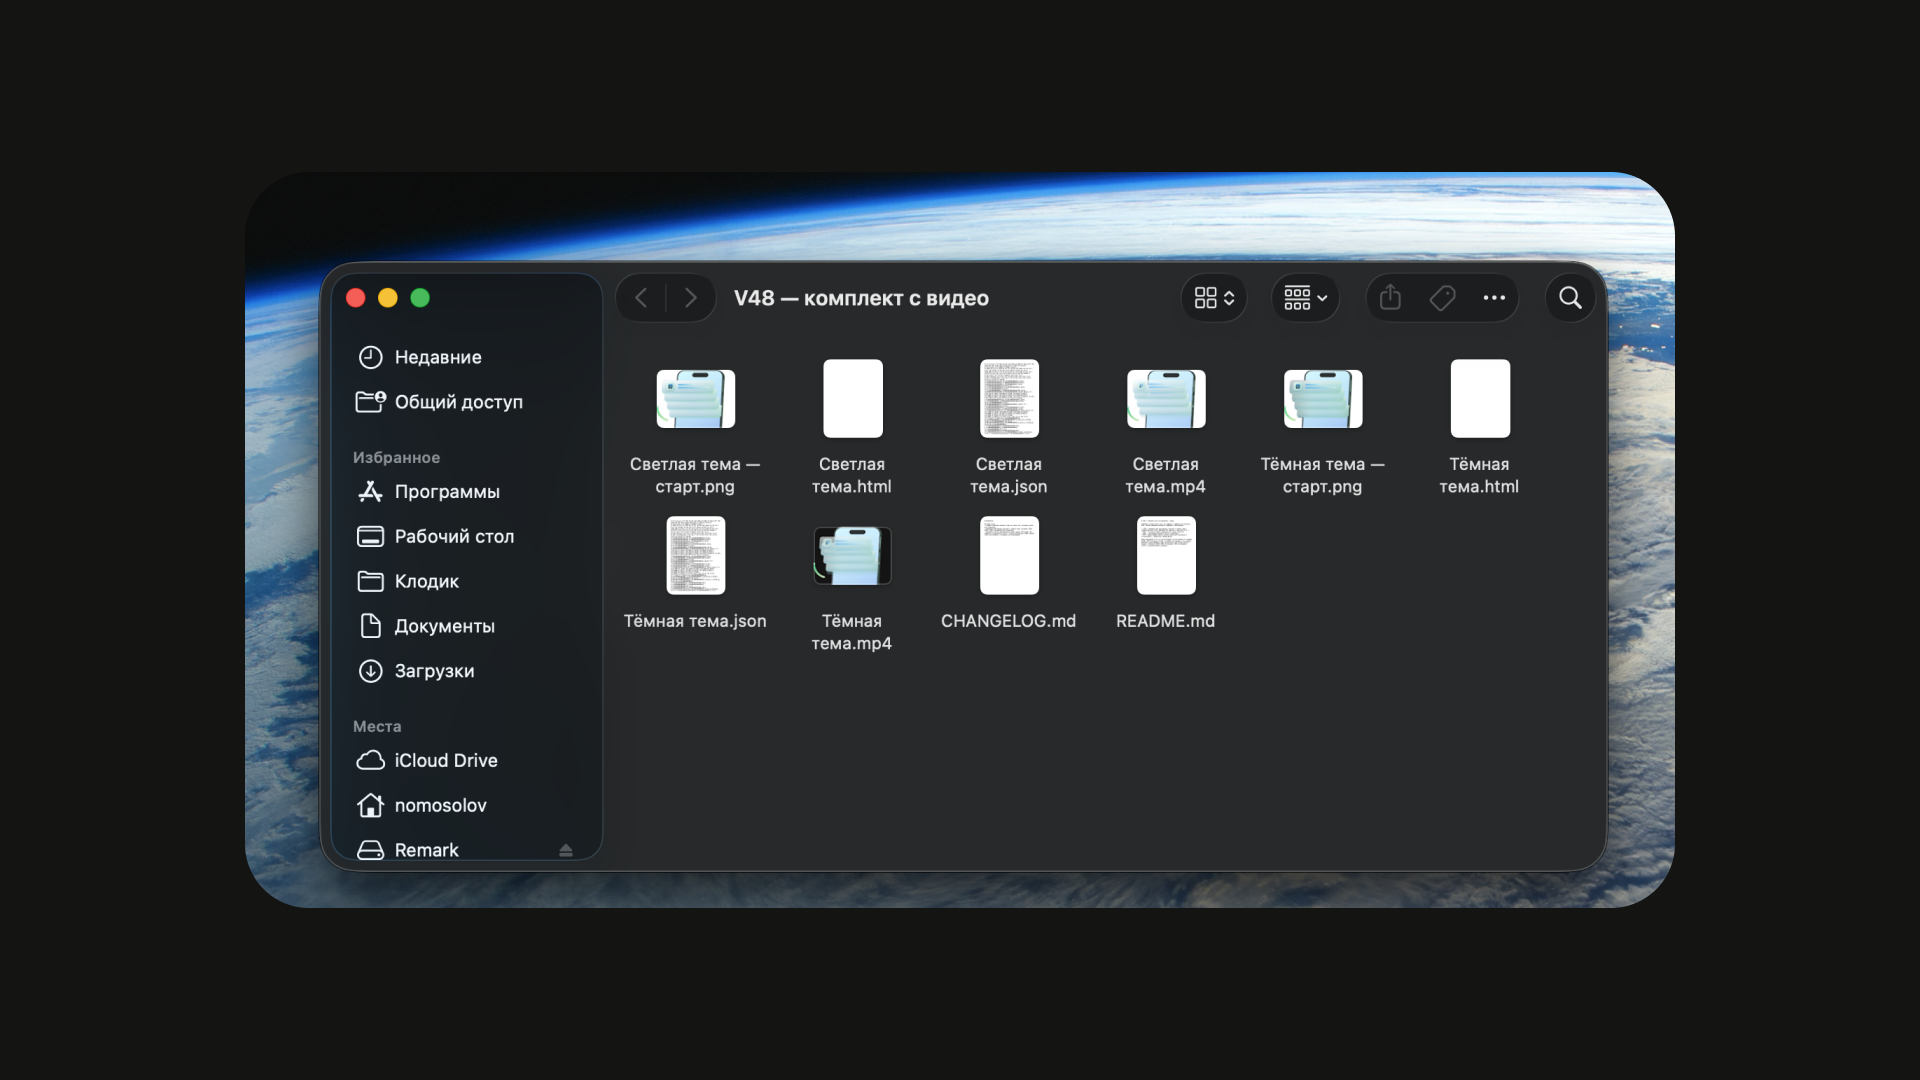 V48 — комплект с видео
Недавние
Общий доступ
Избранное
Программы
Рабочий стол
Клодик
Документы
Загрузки
Места
iCloud Drive
nomosolov
Remark
Светлая тема —
старт.png
Светлая
тема.html
Светлая
тема.json
Светлая
тема.mp4
Тёмная тема —
старт.png
Тёмная
тема.html
Тёмная тема.json
Тёмная
тема.mp4
CHANGELOG.md
README.md